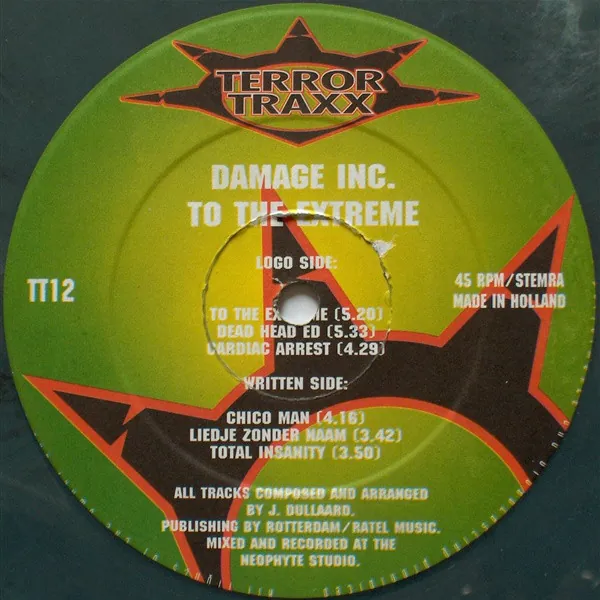 TERROR
TRAXX
DAMAGE INC.
TO THE EXTREME
LOGO SIDE:
TT12
45 RPM/STEMRA
MADE IN HOLLAND
TO THE EXTREME (5.20)
DEAD HEAD ED (5.33)
CARDIAC ARREST (4.29)
WRITTEN SIDE:
CHICO MAN (4.16)
LIEDJE ZONDER NAAM (3.42)
TOTAL INSANITY (3.50)
ALL TRACKS COMPOSED AND ARRANGED
BY J. DULLAARD.
PUBLISHING BY ROTTERDAM/RATEL MUSIC.
MIXED AND RECORDED AT THE
NEOPHYTE STUDIO.